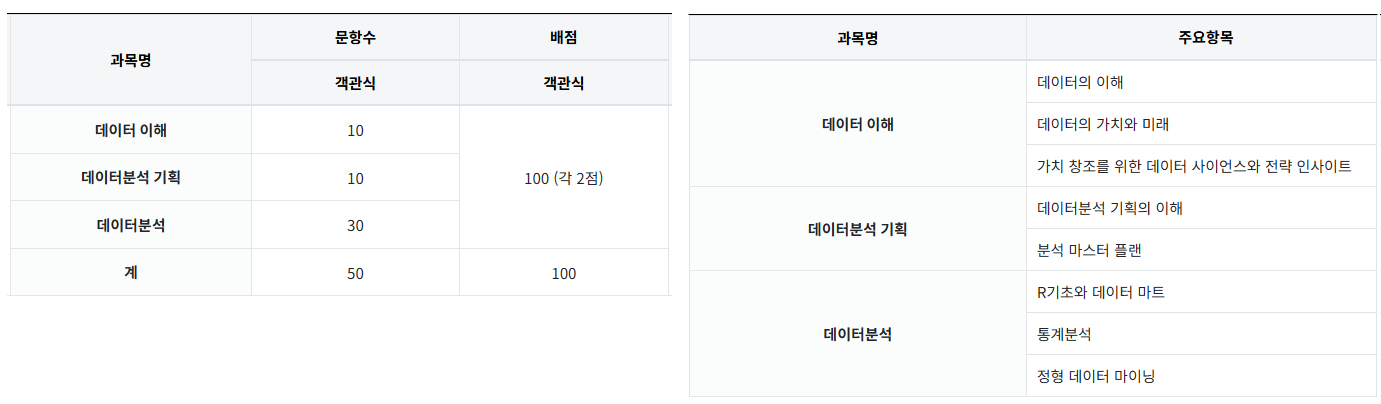 과목명 문항수 배점
객관식 객관식
데이터 이해 10 100 (각 2점)
데이터분석 기획 10
데이터분석 30
계 50 100
과목명 주요항목
데이터 이해 데이터의 이해
데이터의 가치와 미래
가치 창조를 위한 데이터 사이언스와 전략 인사이트
데이터분석 기획 데이터분석 기획의 이해
분석 마스터 플랜
데이터분석 R기초와 데이터 마트
통계분석
정형 데이터 마이닝